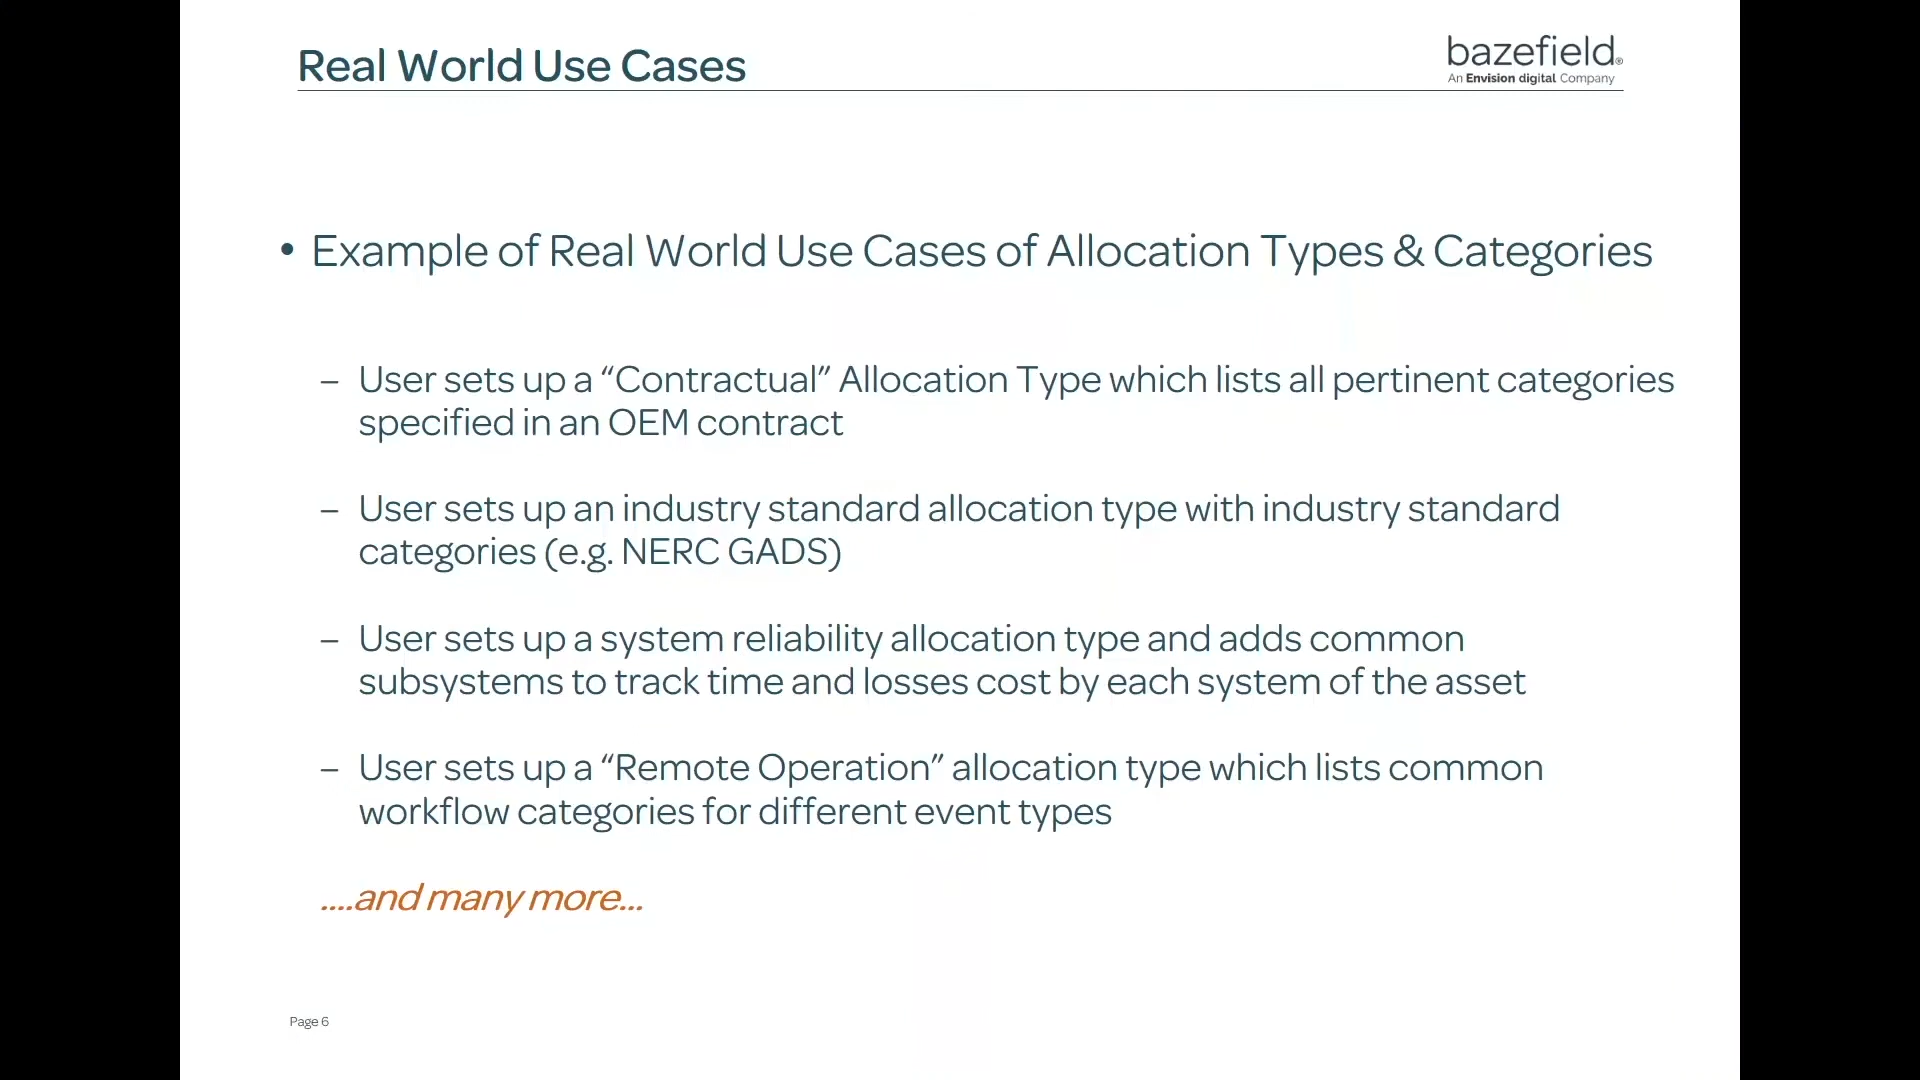 Real World Use Cases
bazefield®
An Envision digital Company
• Example of Real World Use Cases of Allocation Types & Categories
– User sets up a “Contractual” Allocation Type which lists all pertinent categories
specified in an OEM contract
– User sets up an industry standard allocation type with industry standard
categories (e.g. NERC GADS)
– User sets up a system reliability allocation type and adds common
subsystems to track time and losses cost by each system of the asset
– User sets up a “Remote Operation” allocation type which lists common
workflow categories for different event types
....and many more...
Page 6